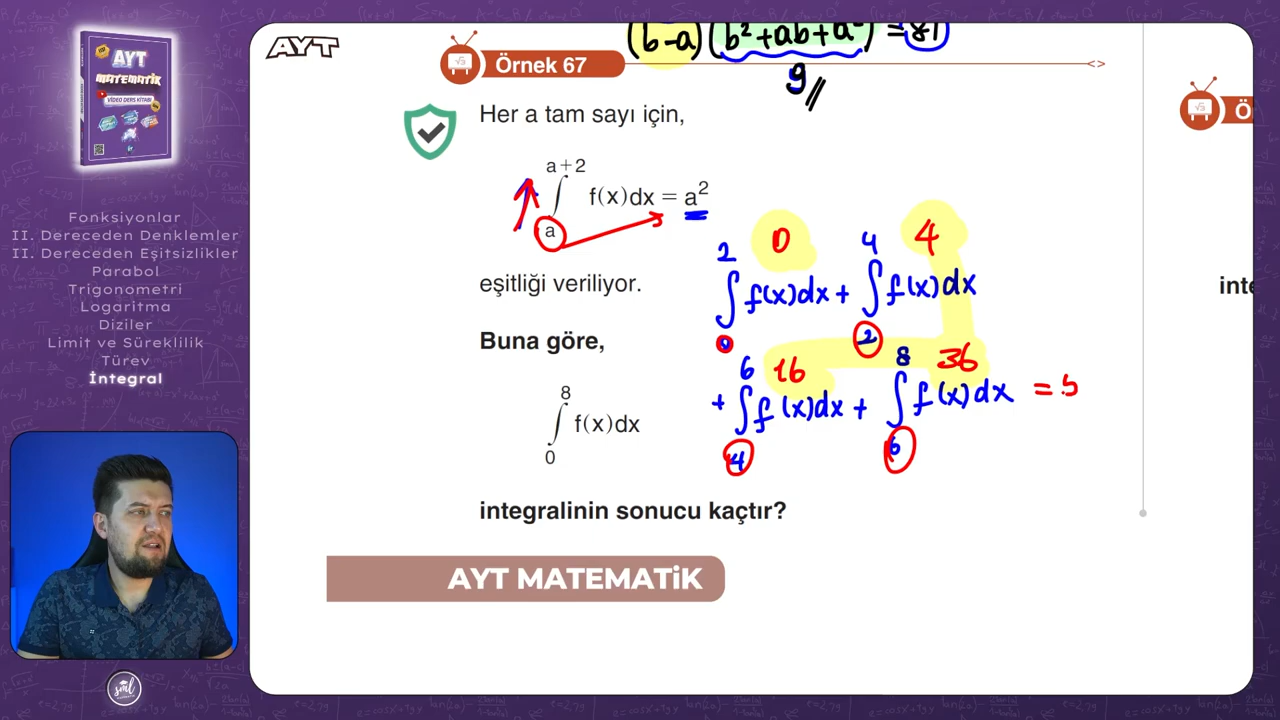 AYT
MATEMATİK
VİDEO DERS KİTABI
Fonksiyonlar
II. Dereceden Denklemler
II. Dereceden Eşitsizlikler
Parabol
Trigonometri
Logaritma
Diziler
Limit ve Süreklilik
Türev
İntegral
sml
AYT
(b-a)(b²+ab+a²) = 81
9
Örnek 67
<>
Her a tam sayı için,
a+2
∫ f(x)dx = a²
a
eşitliği veriliyor.
Buna göre,
8
∫ f(x)dx
0
integralinin sonucu kaçtır?
2 0 4 4
∫ f(x)dx + ∫ f(x)dx
2
6 16 8 36
+ ∫ f(x)dx + ∫ f(x)dx = 5
4 6
AYT MATEMATİK
Ö
inte